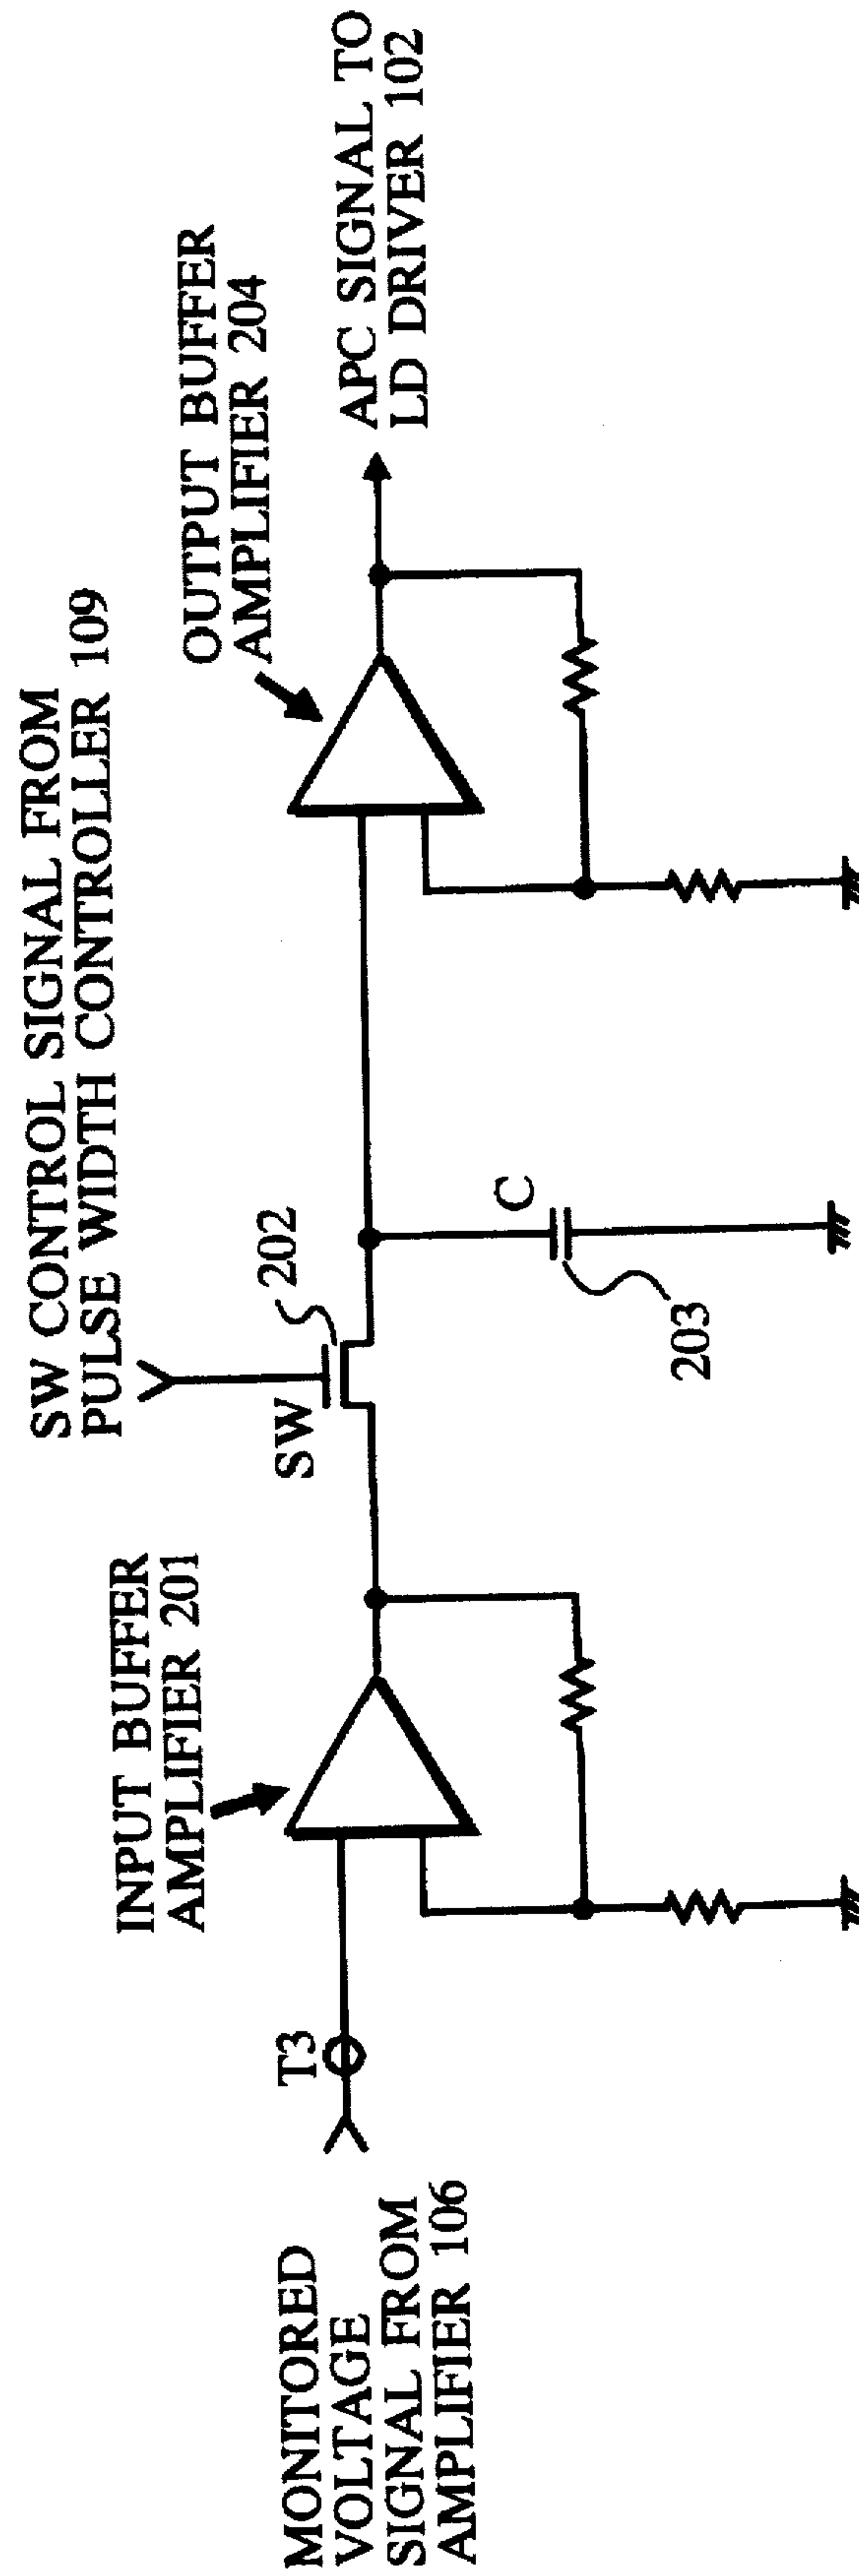 MONITORED
VOLTAGE
SIGNAL FROM
AMPLIFIER 106
T3
INPUT BUFFER
AMPLIFIER 201
SW CONTROL SIGNAL FROM
PULSE WIDTH CONTROLLER 109
SW
202
C
203
OUTPUT BUFFER
AMPLIFIER 204
APC SIGNAL TO
LD DRIVER 102